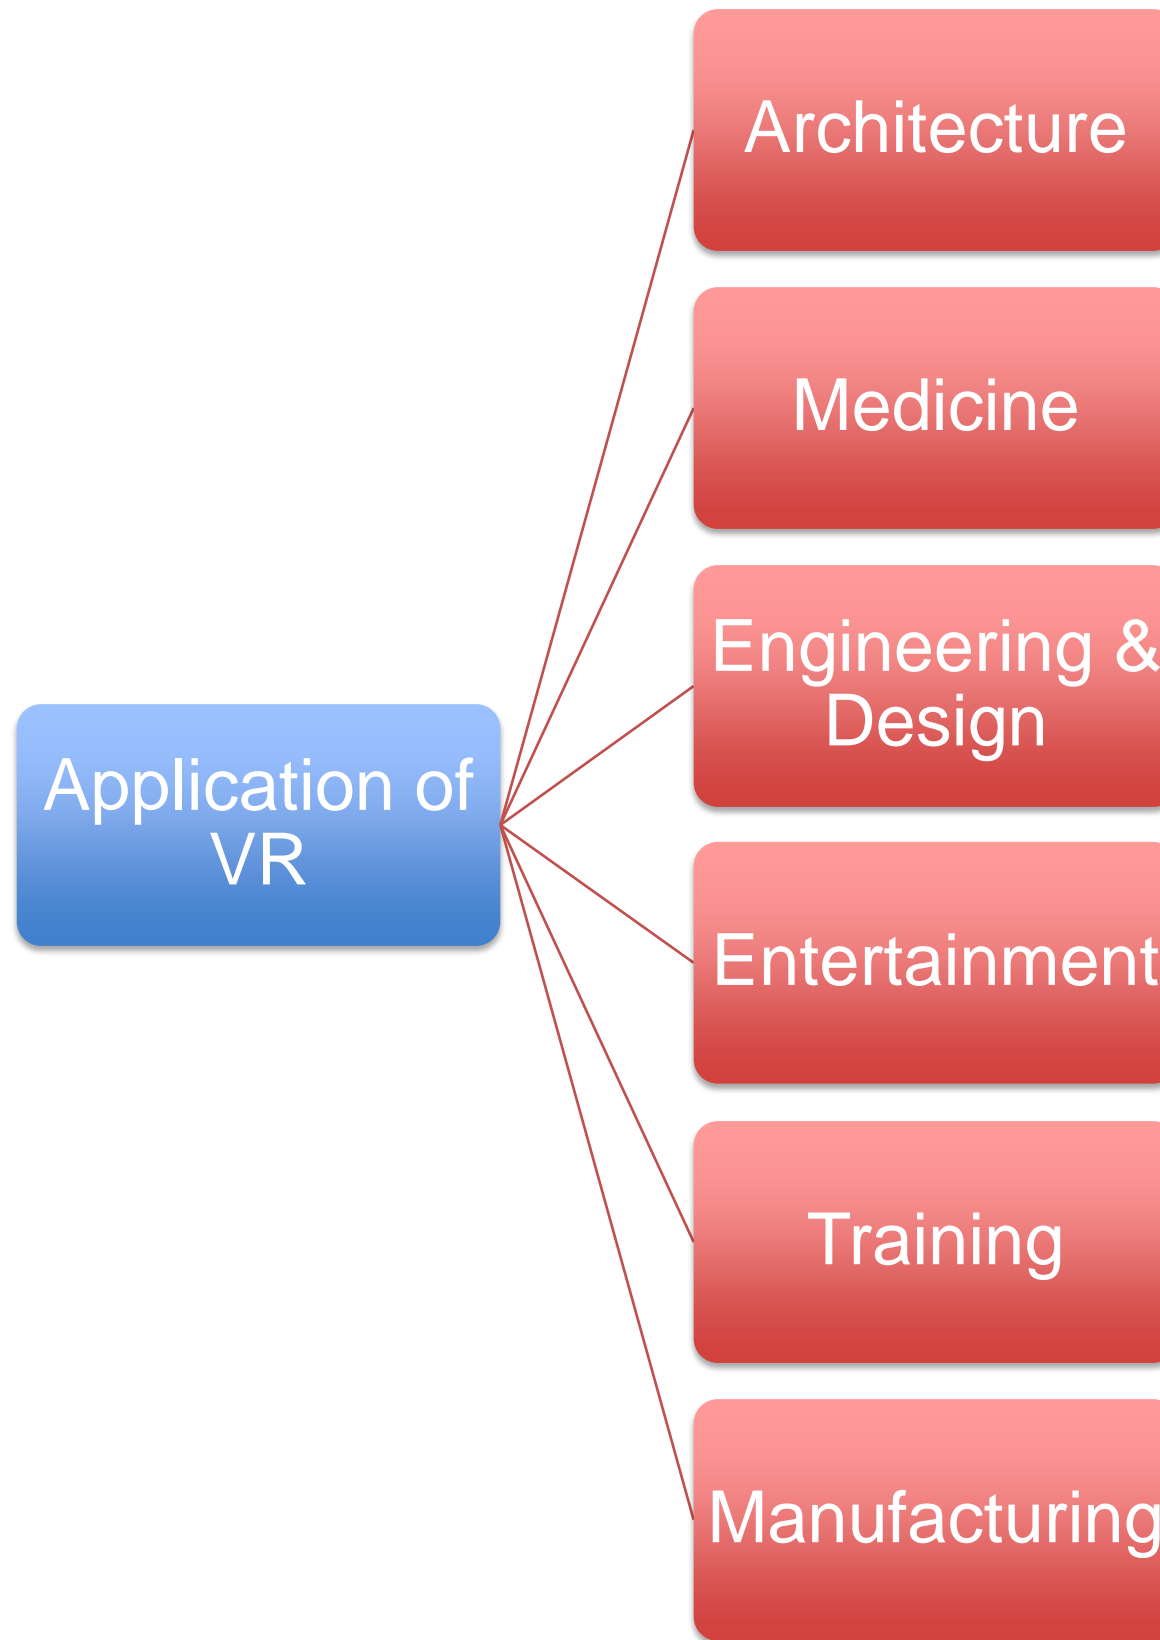 Architecture
Medicine
Engineering &
Design
Application of
VR
Entertainment
Training
Manufacturing